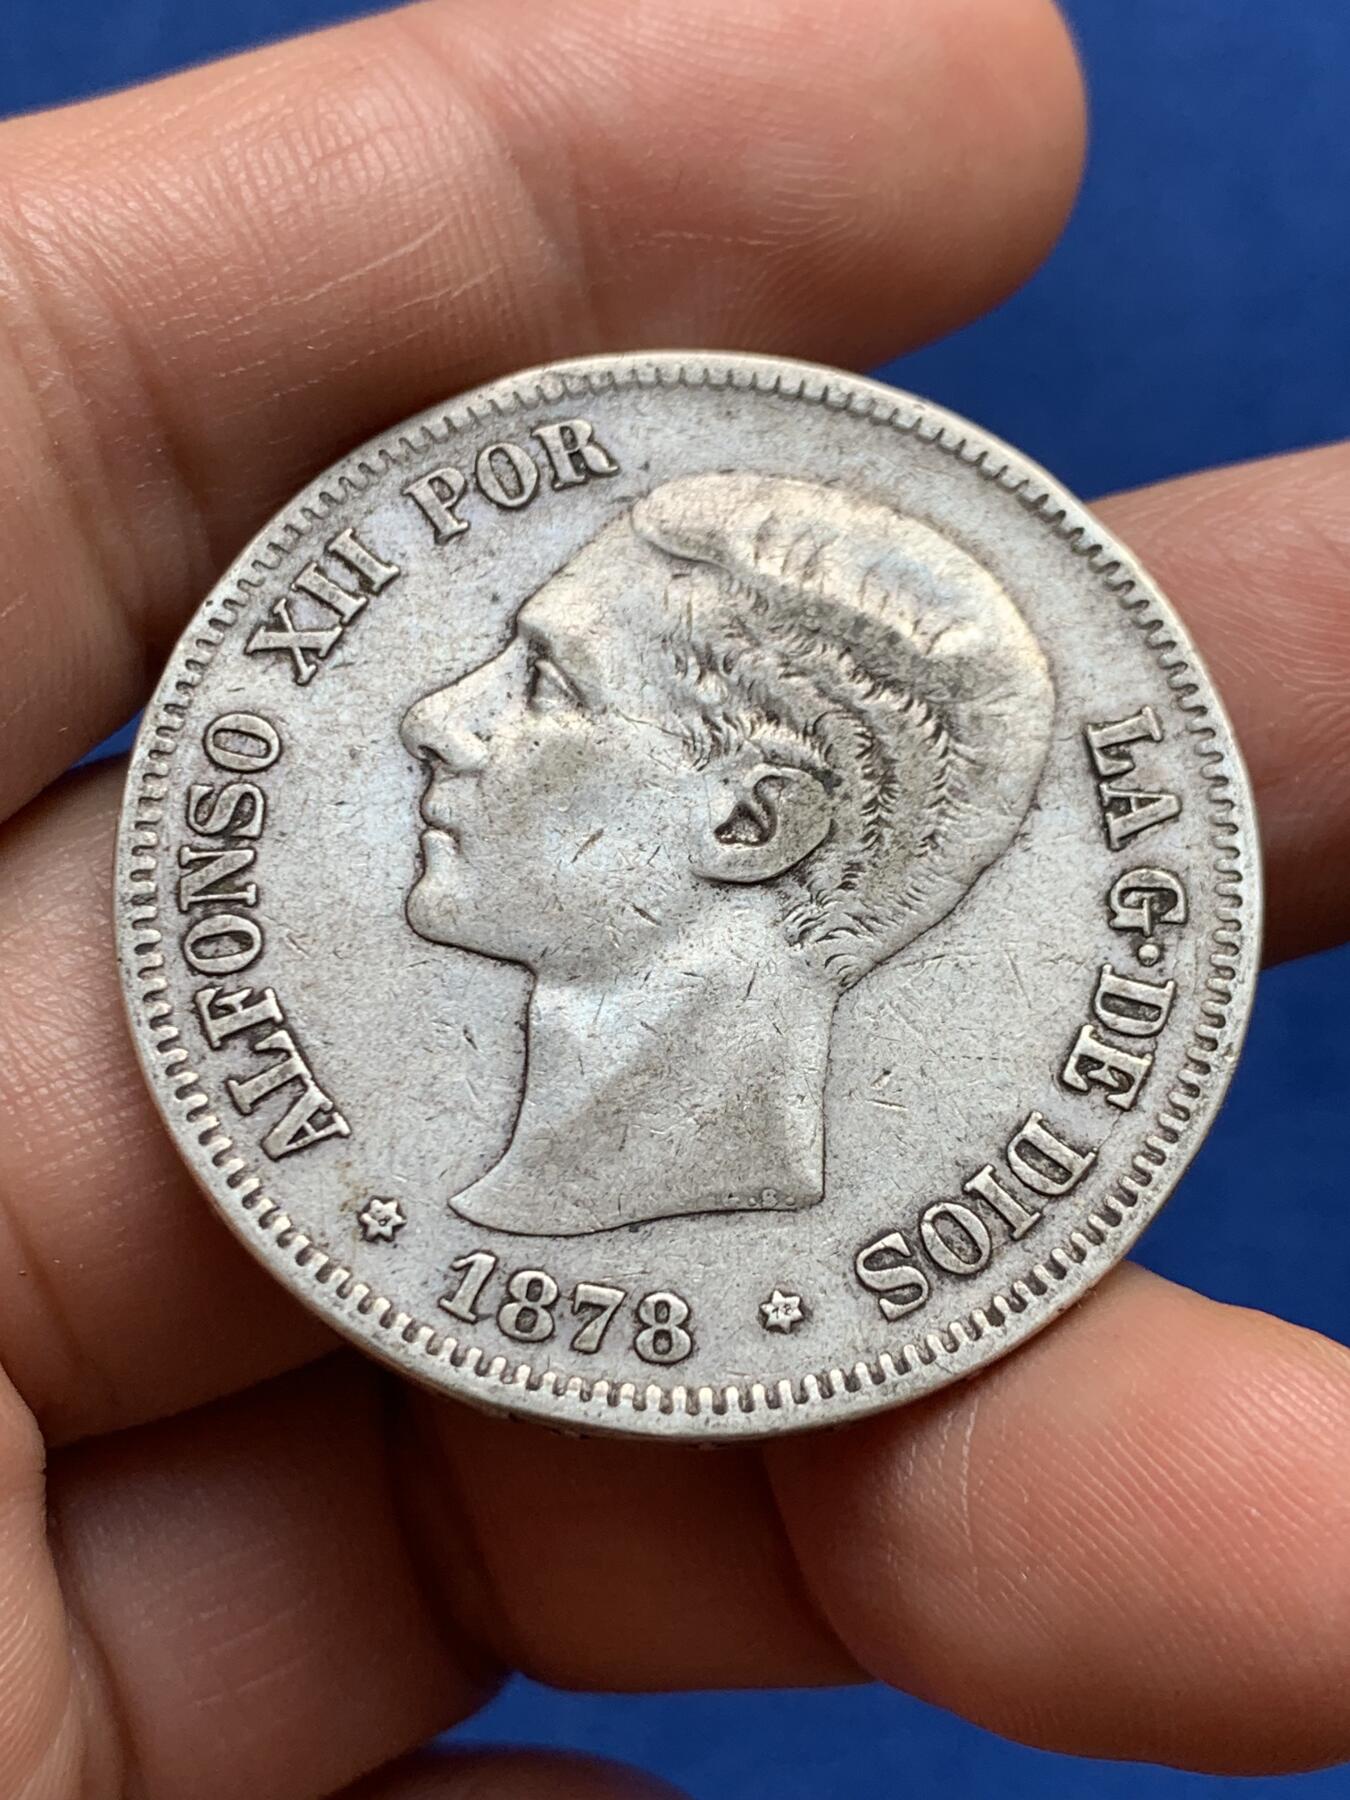 ALFONSO XII POR
LA G·DE DIOS
1878